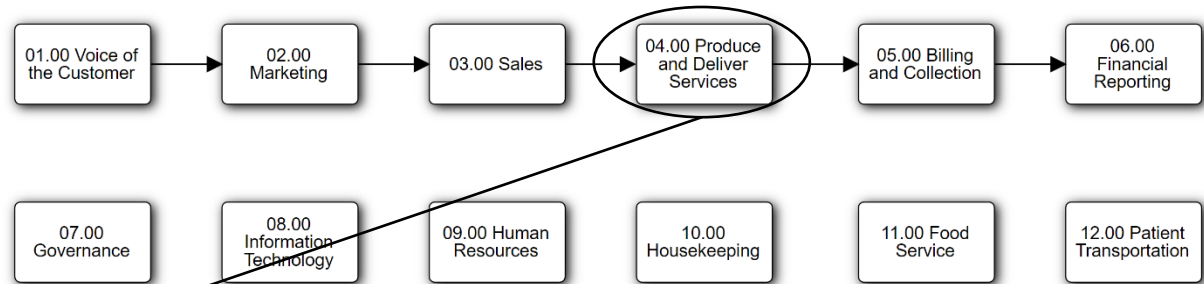 01.00 Voice of
the Customer
02.00
Marketing
03.00 Sales
04.00 Produce
and Deliver
Services
05.00 Billing
and Collection
06.00
Financial
Reporting
07.00
Governance
08.00
Information
Technology
09.00 Human
Resources
10.00
Housekeeping
11.00 Food
Service
12.00 Patient
Transportation